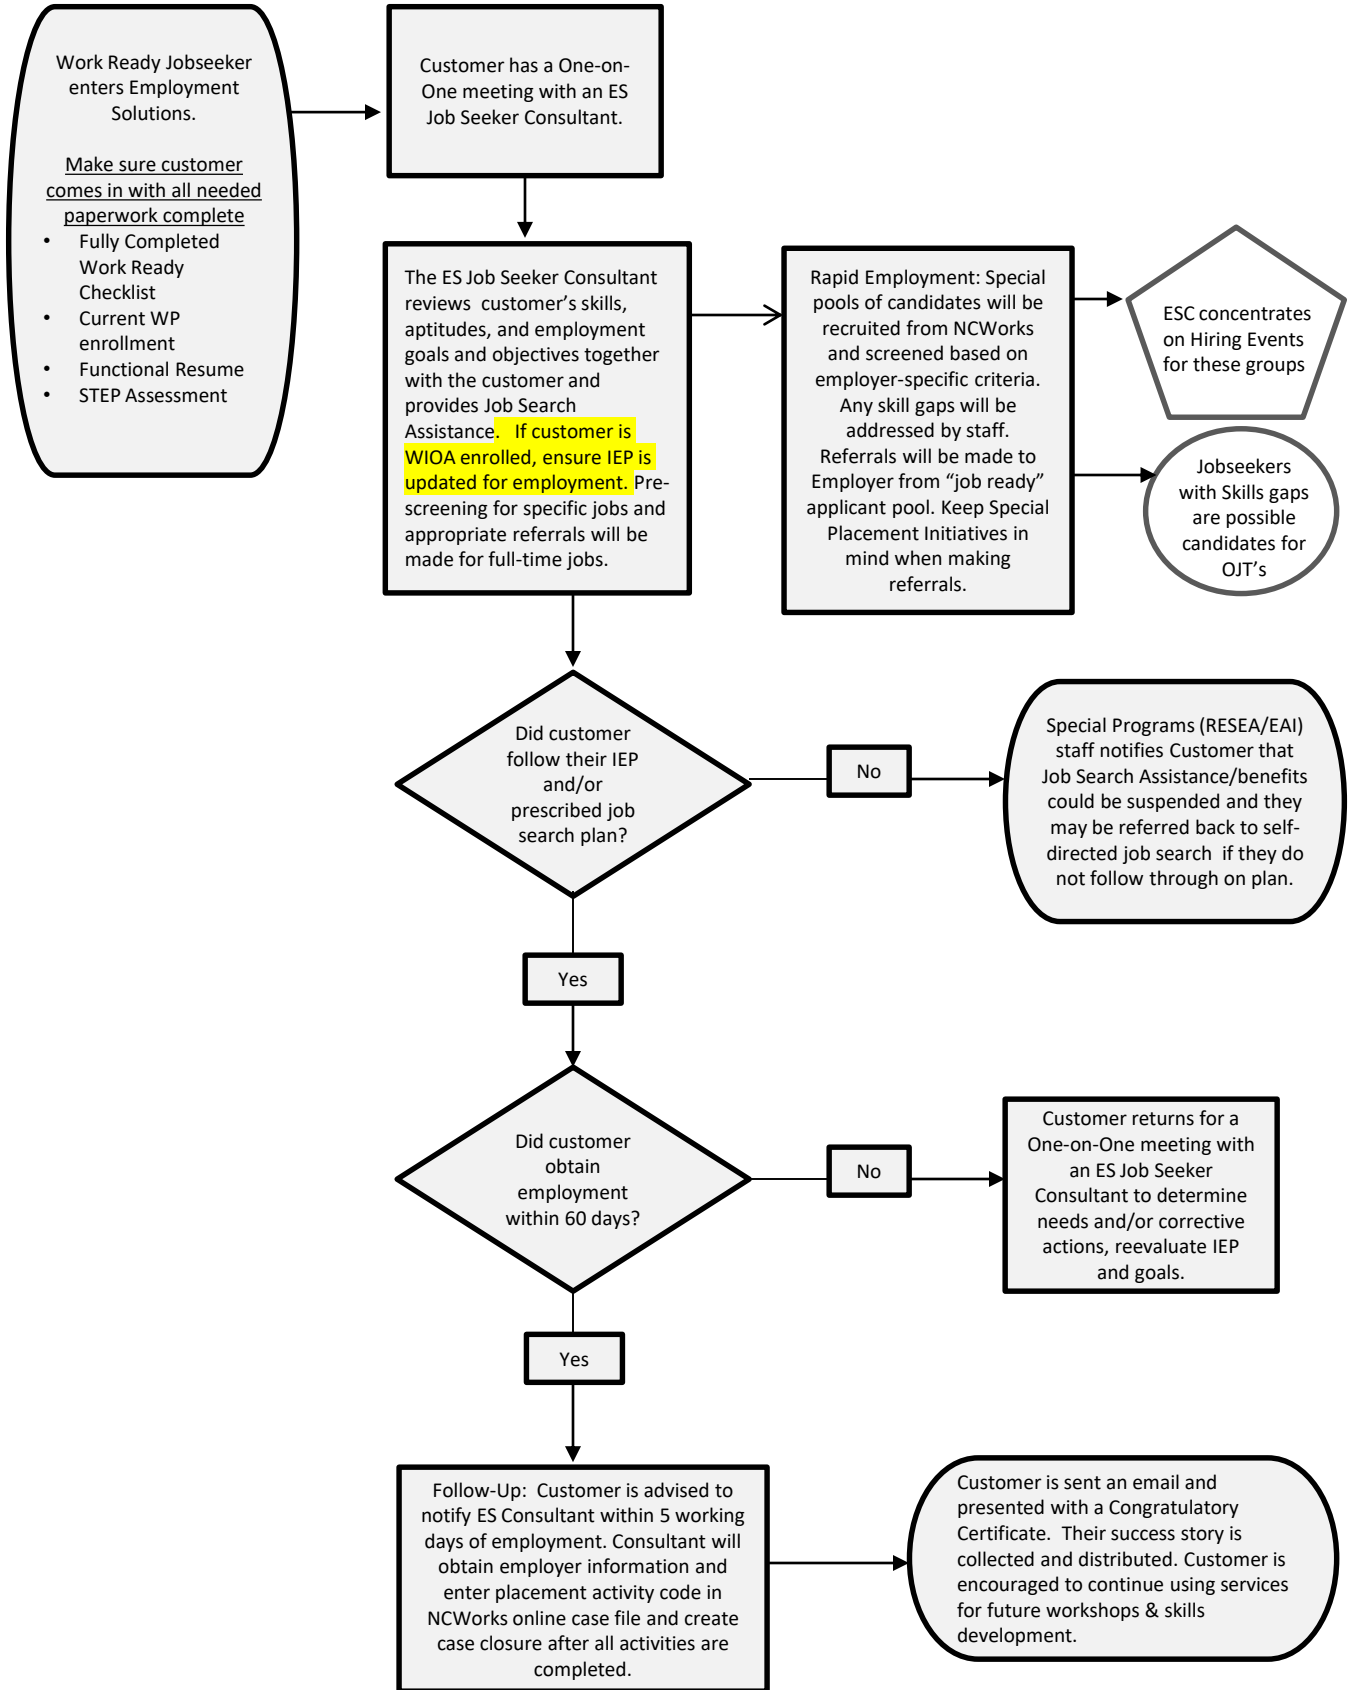 Work Ready Jobseeker
enters Employment
Solutions.
Make sure customer
comes in with all needed
paperwork complete
• Fully Completed
Work Ready
Checklist
• Current WP
enrollment
• Functional Resume
• STEP Assessment
Customer has a One-on-
One meeting with an ES
Job Seeker Consultant.
The ES Job Seeker Consultant
reviews customer's skills,
aptitudes, and employment
goals and objectives together
with the customer and
provides Job Search
Assistance. If customer is
WIOA enrolled, ensure IEP is
updated for employment. Pre-
screening for specific jobs and
appropriate referrals will be
made for full-time jobs.
Rapid Employment: Special
pools of candidates will be
recruited from NCWorks
and screened based on
employer-specific criteria.
Any skill gaps will be
addressed by staff.
Referrals will be made to
Employer from “job ready”
applicant pool. Keep Special
Placement Initiatives in
mind when making
referrals.
ESC concentrates
on Hiring Events
for these groups
Jobseekers
with Skills gaps
are possible
candidates for
OJT's
Did customer
follow their IEP
and/or
prescribed job
search plan?
No
Special Programs (RESEA/EAI)
staff notifies Customer that
Job Search Assistance/benefits
could be suspended and they
may be referred back to self-
directed job search if they do
not follow through on plan.
Yes
Did customer
obtain
employment
within 60 days?
No
Customer returns for a
One-on-One meeting with
an ES Job Seeker
Consultant to determine
needs and/or corrective
actions, reevaluate IEP
and goals.
Yes
Follow-Up: Customer is advised to
notify ES Consultant within 5 working
days of employment. Consultant will
obtain employer information and
enter placement activity code in
NCWorks online case file and create
case closure after all activities are
completed.
Customer is sent an email and
presented with a Congratulatory
Certificate. Their success story is
collected and distributed. Customer is
encouraged to continue using services
for future workshops & skills
development.